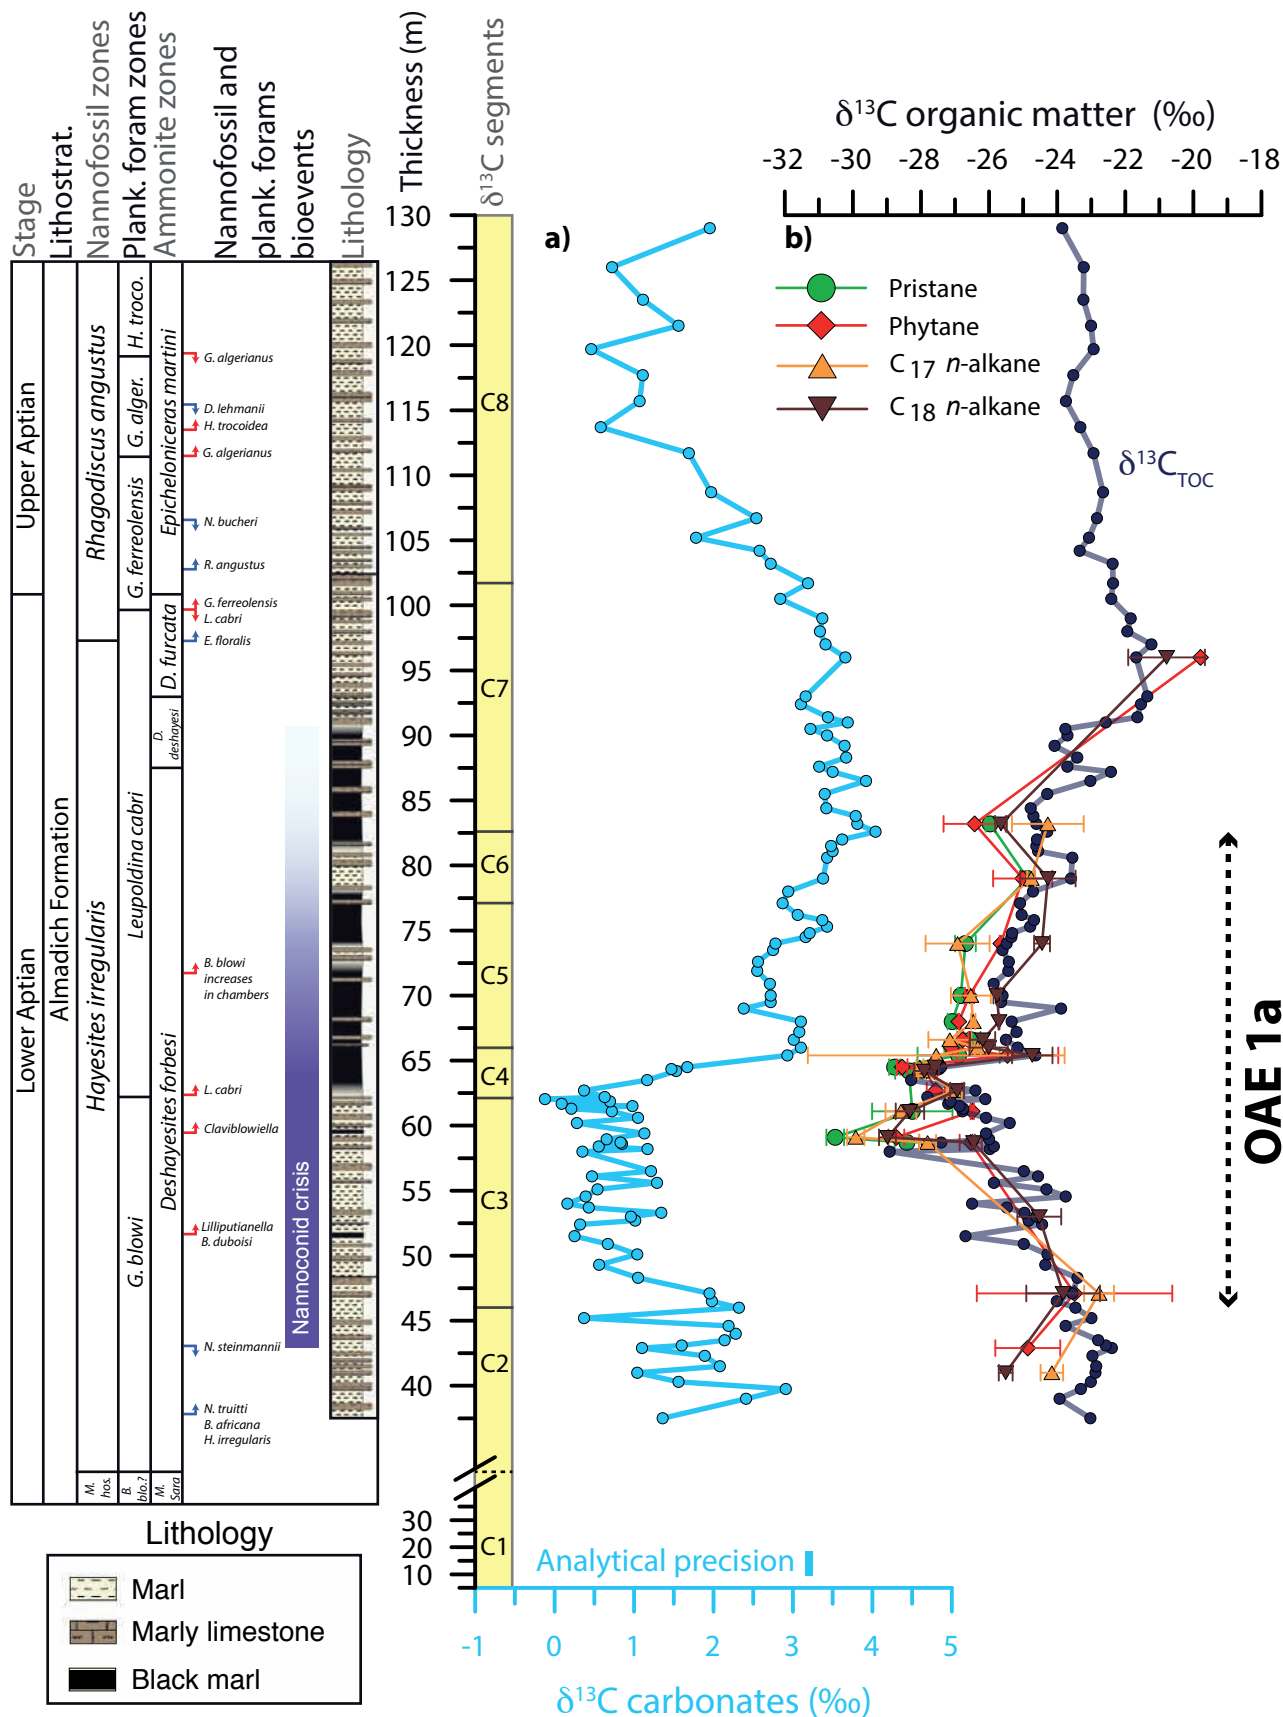 Stage
Lithostrat.
Nannofossil zones
Plank. foram zones
Ammonite zones
Nannofossil and
plank. forams
bioevents
Lithology
Thickness (m)
δ13C segments
δ13C organic matter (‰)
-32 -30 -28 -26 -24 -22 -20 -18
Upper Aptian
Lower Aptian
Almadich Formation
Rhagodiscus angustus
Hayesites irregularis
M.
hos.
H. troco.
G. alger.
G. ferreolensis
Leupoldina cabri
G. blowi
B.
blo.?
Epicheloniceras martini
D. furcata
D.
deshayesi
Deshayesites forbesi
M.
Sara
G. algerianus
D. lehmanii
H. trocoidea
G. algerianus
N. bucheri
R. angustus
G. ferreolensis
L. cabri
E. floralis
B. blowi
increases
in chambers
L. cabri
Claviblowiella
Lilliputianella
B. duboisi
N. steinmannii
N. truitti
B. africana
H. irregularis
Nannoconid crisis
130
125
120
115
110
105
100
95
90
85
80
75
70
65
60
55
50
45
40
30
20
10
C8
C7
C6
C5
C4
C3
C2
C1
a)
b)
Pristane
Phytane
C17 n-alkane
C18 n-alkane
δ13CTOC
OAE 1a
Analytical precision
-1 0 1 2 3 4 5
δ13C carbonates (‰)
Lithology
Marl
Marly limestone
Black marl